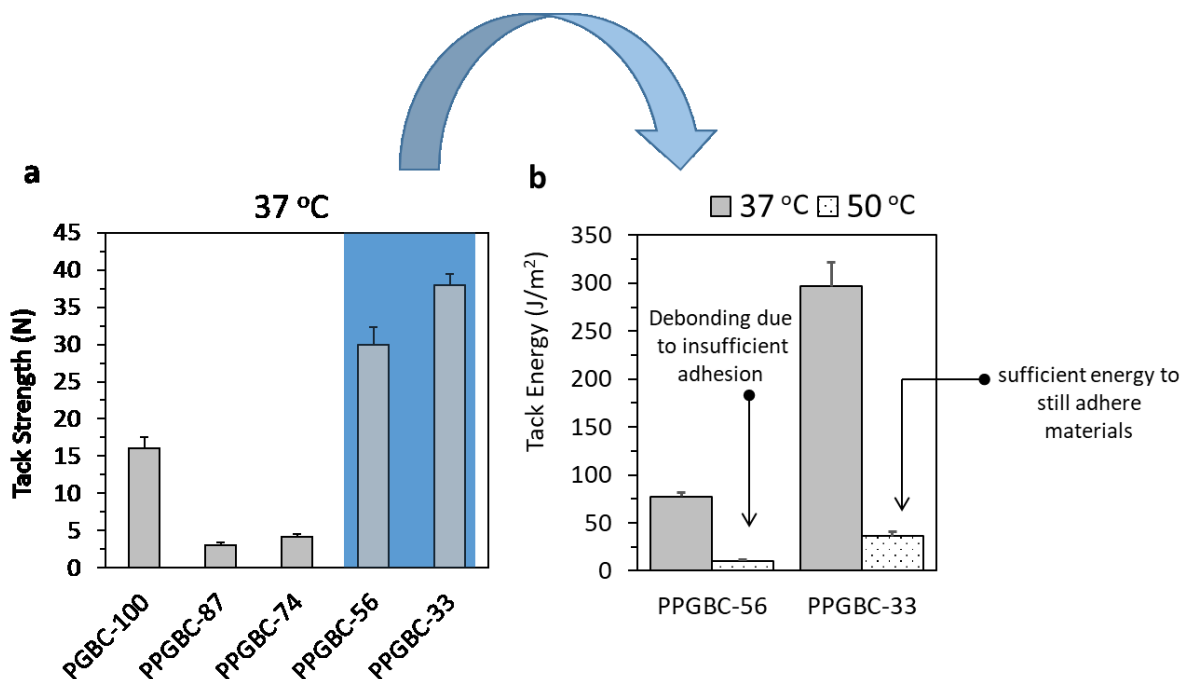 a
37 °C
Tack Strength (N)
45
40
35
30
25
20
15
10
5
0
PGBC-100
PPGBC-87
PPGBC-74
PPGBC-56
PPGBC-33
b
37 °C
50 °C
Tack Energy (J/m²)
350
300
250
200
150
100
50
0
Debonding due
to insufficient
adhesion
sufficient energy to
still adhere
materials
PPGBC-56
PPGBC-33